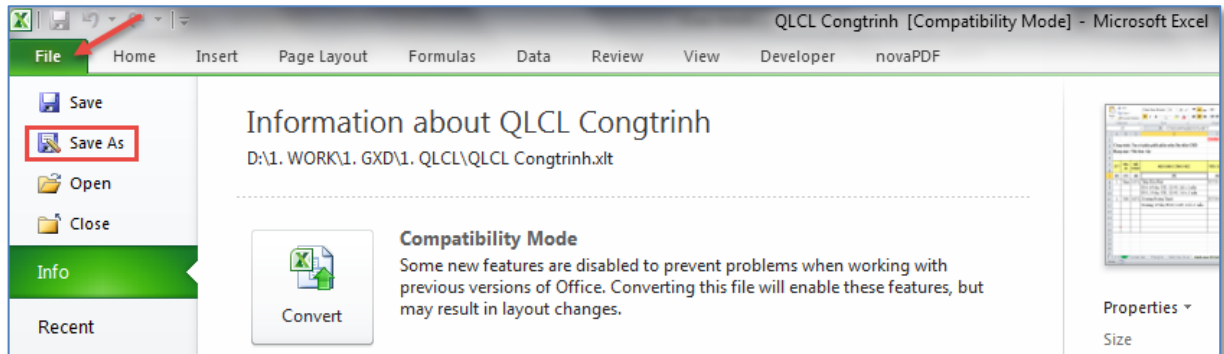 QLCL Congtrinh [Compatibility Mode] - Microsoft Excel
File Home Insert Page Layout Formulas Data Review View Developer novaPDF
Save
Save As
Open
Close
Info
Recent
Information about QLCL Congtrinh
D:\1. WORK\1. GXD\1. QLCL\QLCL Congtrinh.xlt
Convert
Compatibility Mode
Some new features are disabled to prevent problems when working with
previous versions of Office. Converting this file will enable these features, but
may result in layout changes.
Properties
Size